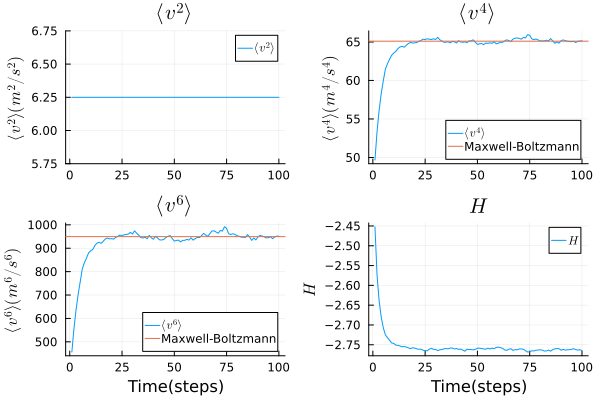 ⟨v²⟩
⟨v²⟩(m²/s²)
6.75
6.50
6.25
6.00
5.75
⟨v²⟩
0 25 50 75 100
⟨v⁴⟩
⟨v⁴⟩(m⁴/s⁴)
65
60
55
50
⟨v⁴⟩
Maxwell-Boltzmann
0 25 50 75 100
⟨v⁶⟩
⟨v⁶⟩(m⁶/s⁶)
1000
900
800
700
600
500
⟨v⁶⟩
Maxwell-Boltzmann
0 25 50 75 100
Time(steps)
H
H
−2.45
−2.50
−2.55
−2.60
−2.65
−2.70
−2.75
H
0 25 50 75 100
Time(steps)